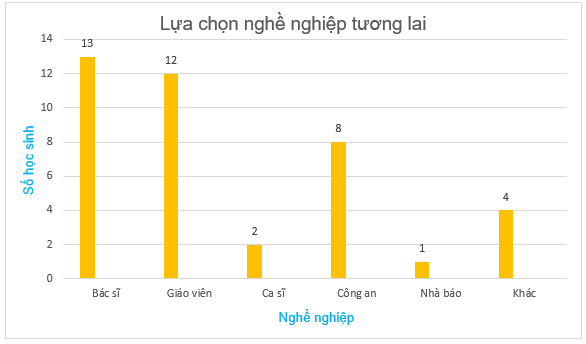 Lựa chọn nghề nghiệp tương lai
Số học sinh
14
12
10
8
6
4
2
0
13
12
2
8
1
4
Bác sĩ
Giáo viên
Ca sĩ
Công an
Nhà báo
Khác
Nghề nghiệp